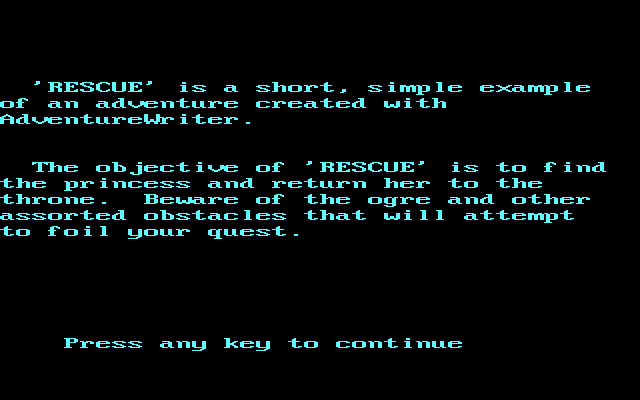 'RESCUE' is a short, simple example
of an adventure created with
AdventureWriter.
The objective of 'RESCUE' is to find
the princess and return her to the
throne.  Beware of the ogre and other
assorted obstacles that will attempt
to foil your quest.
Press any key to continue